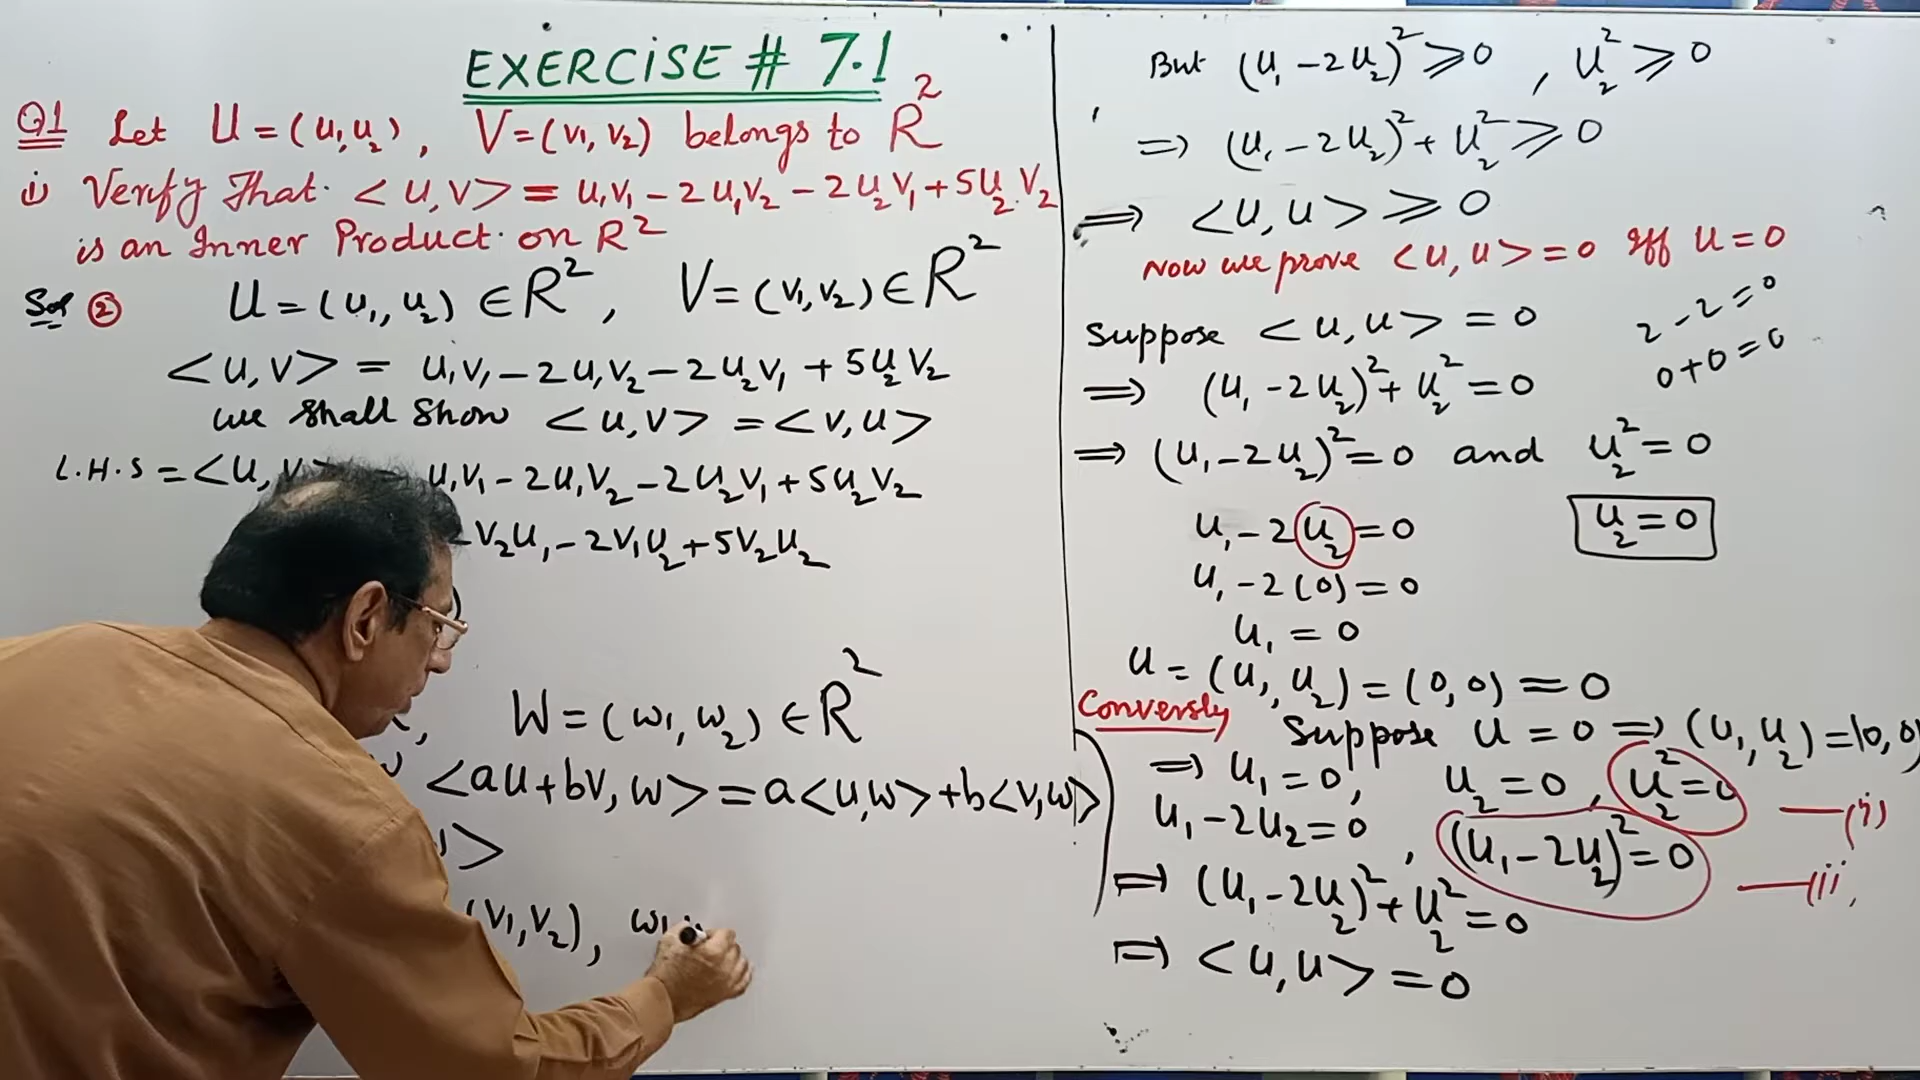 EXERCISE # 7.1
Q1 Let U = (u₁,u₂), V = (v₁, v₂) belongs to R²
i) Verify That. <u,v> = u₁v₁ - 2u₁v₂ - 2u₂v₁ + 5u₂.v₂
is an Inner Product. on R²
Sol ② U = (u₁, u₂) ∈ R², V = (v₁,v₂) ∈ R²
<u,v> = u₁v₁ - 2u₁v₂ - 2u₂v₁ + 5u₂v₂
we shall show <u,v> = <v,u>
L.H.S = <u,v> = u₁v₁ - 2u₁v₂ - 2u₂v₁ + 5u₂v₂
v₂u₁ - 2v₁u₂ + 5v₂u₂
W = (w₁, w₂) ∈ R²
<au+bv, w> = a<u,w> + b<v,w>
>
(v₁,v₂), w₁
But (u₁ - 2u₂)² ⩾ 0 , u₂² ⩾ 0
⇒ (u₁ - 2u₂)² + u₂² ⩾ 0
⇒ <u,u> ⩾ 0
Now we prove <u,u> = 0 iff u = 0
Suppose <u,u> = 0
2 - 2 = 0
0+0 = 0
⇒ (u₁ - 2u₂)² + u₂² = 0
⇒ (u₁ - 2u₂)² = 0 and u₂² = 0
u₁ - 2u₂ = 0 u₂ = 0
u₁ - 2(0) = 0
u₁ = 0
u = (u₁, u₂) = (0,0) = 0
Conversly Suppose u = 0 ⇒ (u₁,u₂) = (0,0)
⇒ u₁ = 0, u₂ = 0, u₂² = 0 —(i)
u₁ - 2u₂ = 0 , (u₁ - 2u₂)² = 0 —(ii,
⇒ (u₁ - 2u₂)² + u₂² = 0
⇒ <u,u> = 0